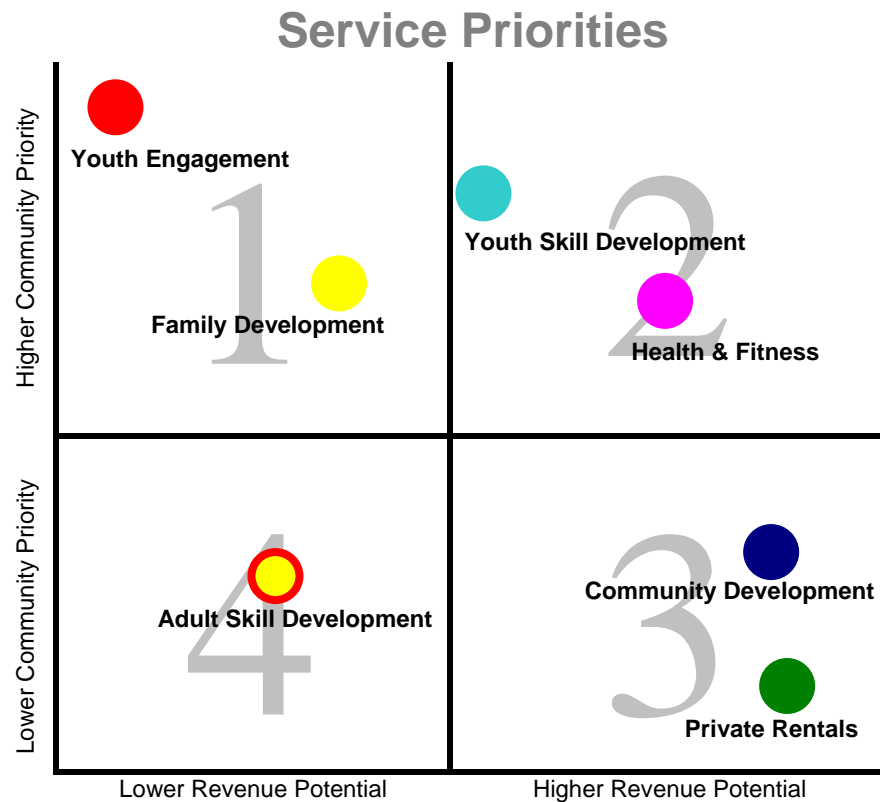 Service Priorities
Higher Community Priority
Youth Engagement
1
Family Development
Youth Skill Development
2
Health & Fitness
Lower Community Priority
4
Adult Skill Development
3
Community Development
Private Rentals
Lower Revenue Potential
Higher Revenue Potential